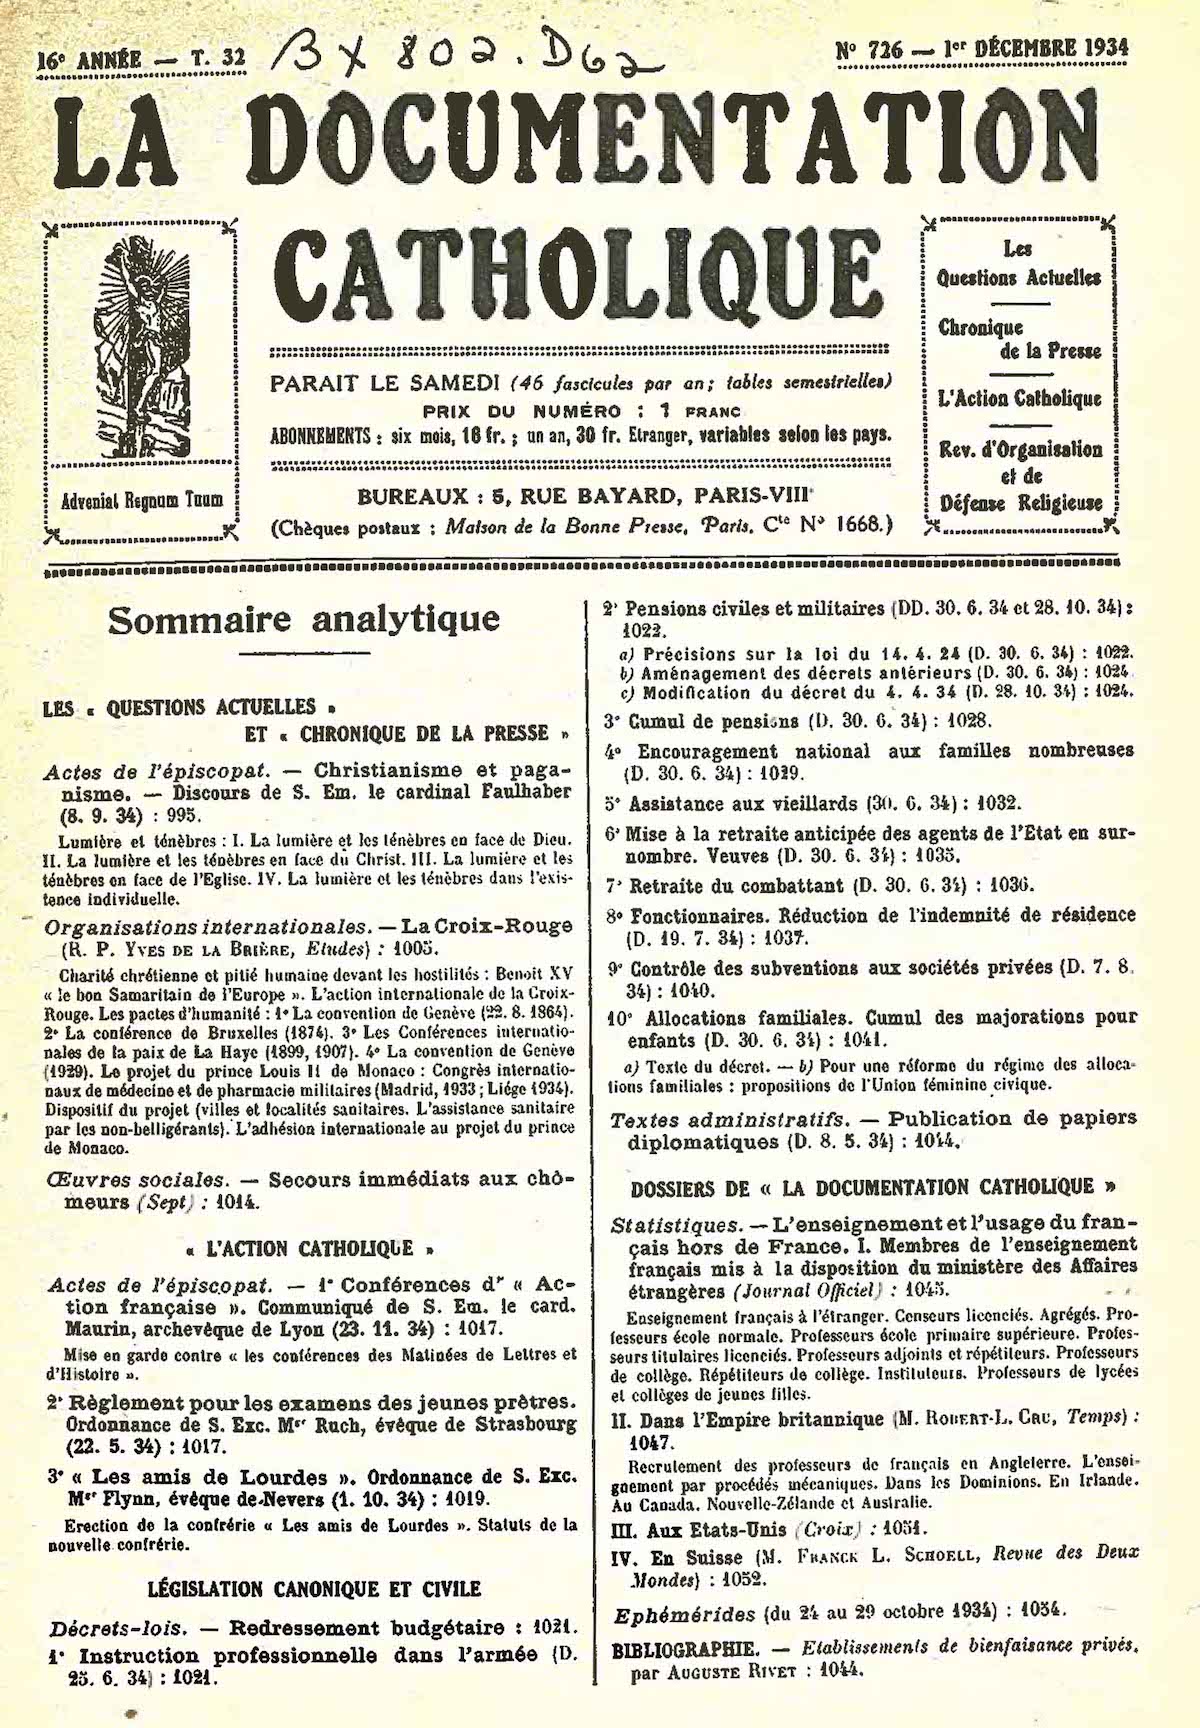 16e ANNÉE — T. 32
BX 802.D62
N° 726 — 1er DÉCEMBRE 1934
LA DOCUMENTATION
CATHOLIQUE
Adveniat Regnum Tuum
PARAIT LE SAMEDI (46 fascicules par an; tables semestrielles)
PRIX DU NUMÉRO : 1 FRANC
ABONNEMENTS : six mois, 16 fr. ; un an, 30 fr. Etranger, variables selon les pays.
BUREAUX : 5, RUE BAYARD, PARIS-VIIIe
(Chèques postaux : Maison de la Bonne Presse, Paris, Cte N° 1668.)
Les
Questions Actuelles
Chronique
de la Presse
L'Action Catholique
Rev. d'Organisation
et de
Défense Religieuse
Sommaire analytique
LES « QUESTIONS ACTUELLES »
ET « CHRONIQUE DE LA PRESSE »
Actes de l'épiscopat. — Christianisme et paga-
nisme. — Discours de S. Em. le cardinal Faulhaber
(8. 9. 34) : 995.
Lumière et ténèbres : I. La lumière et les ténèbres en face de Dieu.
II. La lumière et les ténèbres en face du Christ. III. La lumière et les
ténèbres en face de l'Eglise. IV. La lumière et les ténèbres dans l'exis-
tence individuelle.
Organisations internationales. — La Croix-Rouge
(R. P. YVES DE LA BRIÈRE, Etudes) : 1005.
Charité chrétienne et pitié humaine devant les hostilités : Benoit XV
« le bon Samaritain de l'Europe ». L'action internationale de la Croix-
Rouge. Les pactes d'humanité : 1° La convention de Genève (22. 8. 1864).
2° La conférence de Bruxelles (1874). 3° Les Conférences internatio-
nales de la paix de La Haye (1899, 1907). 4° La convention de Genève
(1929). Le projet du prince Louis II de Monaco : Congrès internatio-
naux de médecine et de pharmacie militaires (Madrid, 1933 ; Liége 1934).
Dispositif du projet (villes et localités sanitaires. L'assistance sanitaire
par les non-belligérants). L'adhésion internationale au projet du prince
de Monaco.
Œuvres sociales. — Secours immédiats aux chô-
meurs (Sept) : 1014.
« L'ACTION CATHOLIQUE »
Actes de l'épiscopat. — 1° Conférences d' « Ac-
tion française ». Communiqué de S. Em. le card.
Maurin, archevêque de Lyon (23. 11. 34) : 1017.
Mise en garde contre « les conférences des Matinées de Lettres et
d'Histoire ».
2° Règlement pour les examens des jeunes prêtres.
Ordonnance de S. Exc. Mgr Ruch, évêque de Strasbourg
(22. 5. 34) : 1017.
3° « Les amis de Lourdes ». Ordonnance de S. Exc.
Mgr Flynn, évêque de Nevers (1. 10. 34) : 1019.
Erection de la confrérie « Les amis de Lourdes ». Statuts de la
nouvelle confrérie.
LÉGISLATION CANONIQUE ET CIVILE
Décrets-lois. — Redressement budgétaire : 1021.
1° Instruction professionnelle dans l'armée (D.
25. 6. 34) : 1021.
2° Pensions civiles et militaires (DD. 30. 6. 34 et 28. 10. 34) :
1022.
a) Précisions sur la loi du 14. 4. 24 (D. 30. 6. 34) : 1022.
b) Aménagement des décrets antérieurs (D. 30. 6. 34) : 1024.
c) Modification du décret du 4. 4. 34 (D. 28. 10. 34) : 1024.
3° Cumul de pensions (D. 30. 6. 34) : 1028.
4° Encouragement national aux familles nombreuses
(D. 30. 6. 34) : 1029.
5° Assistance aux vieillards (30. 6. 34) : 1032.
6° Mise à la retraite anticipée des agents de l'Etat en sur-
nombre. Veuves (D. 30. 6. 34) : 1035.
7° Retraite du combattant (D. 30. 6. 34) : 1036.
8° Fonctionnaires. Réduction de l'indemnité de résidence
(D. 19. 7. 34) : 1037.
9° Contrôle des subventions aux sociétés privées (D. 7. 8.
34) : 1040.
10° Allocations familiales. Cumul des majorations pour
enfants (D. 30. 6. 34) : 1041.
a) Texte du décret. — b) Pour une réforme du régime des alloca-
tions familiales : propositions de l'Union féminine civique.
Textes administratifs. — Publication de papiers
diplomatiques (D. 8. 5. 34) : 1044.
DOSSIERS DE « LA DOCUMENTATION CATHOLIQUE »
Statistiques. — L'enseignement et l'usage du fran-
çais hors de France. I. Membres de l'enseignement
français mis à la disposition du ministère des Affaires
étrangères (Journal Officiel) : 1045.
Enseignement français à l'étranger. Censeurs licenciés. Agrégés. Pro-
fesseurs école normale. Professeurs école primaire supérieure. Profes-
seurs titulaires licenciés. Professeurs adjoints et répétiteurs. Professeurs
de collège. Répétiteurs de collège. Instituteurs. Professeurs de lycées
et collèges de jeunes filles.
II. Dans l'Empire britannique (M. ROBERT-L. CRU, Temps) :
1047.
Recrutement des professeurs de français en Angleterre. L'ensei-
gnement par procédés mécaniques. Dans les Dominions. En Irlande.
Au Canada. Nouvelle-Zélande et Australie.
III. Aux Etats-Unis (Croix) : 1051.
IV. En Suisse (M. FRANCK L. SCHOELL, Revue des Deux
Mondes) : 1052.
Ephémérides (du 24 au 29 octobre 1934) : 1054.
BIBLIOGRAPHIE. — Etablissements de bienfaisance privés,
par AUGUSTE RIVET : 1044.